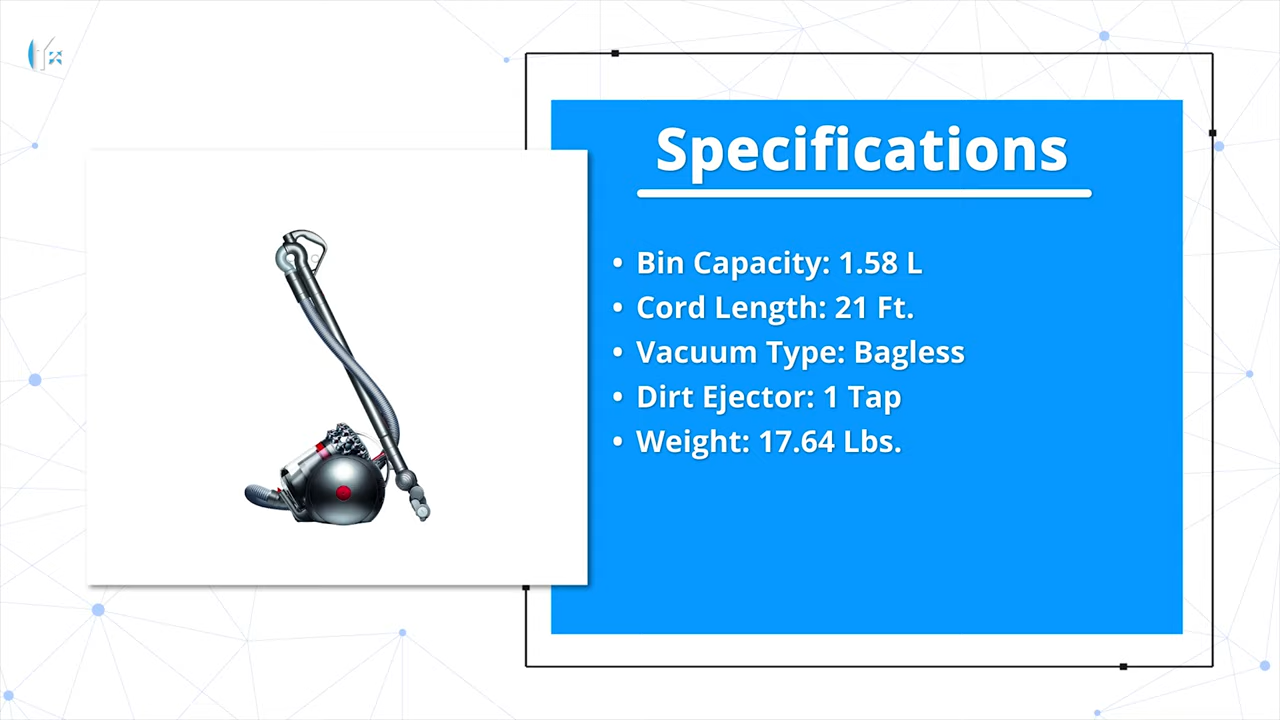 Specifications
• Bin Capacity: 1.58 L
• Cord Length: 21 Ft.
• Vacuum Type: Bagless
• Dirt Ejector: 1 Tap
• Weight: 17.64 Lbs.